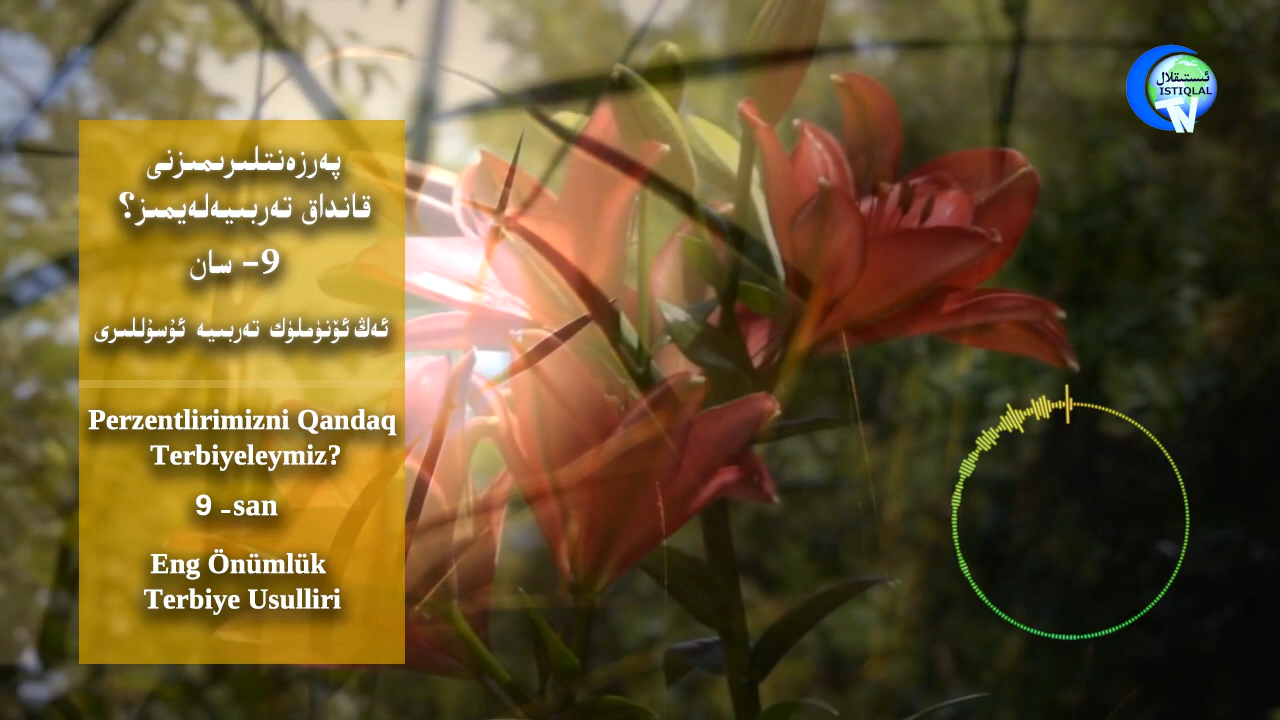 پەرزەنتلىرىمىزنى
قانداق تەربىيەلەيمىز؟
9- سان
ئەڭ ئۈنۈملۈك تەربىيە ئۇسۇللىرى
Perzentlirimizni Qandaq
Terbiyeleymiz?
9 -san
Eng Önümlük
Terbiye Usulliri
ئىستىقلال
ISTIQLAL
TV